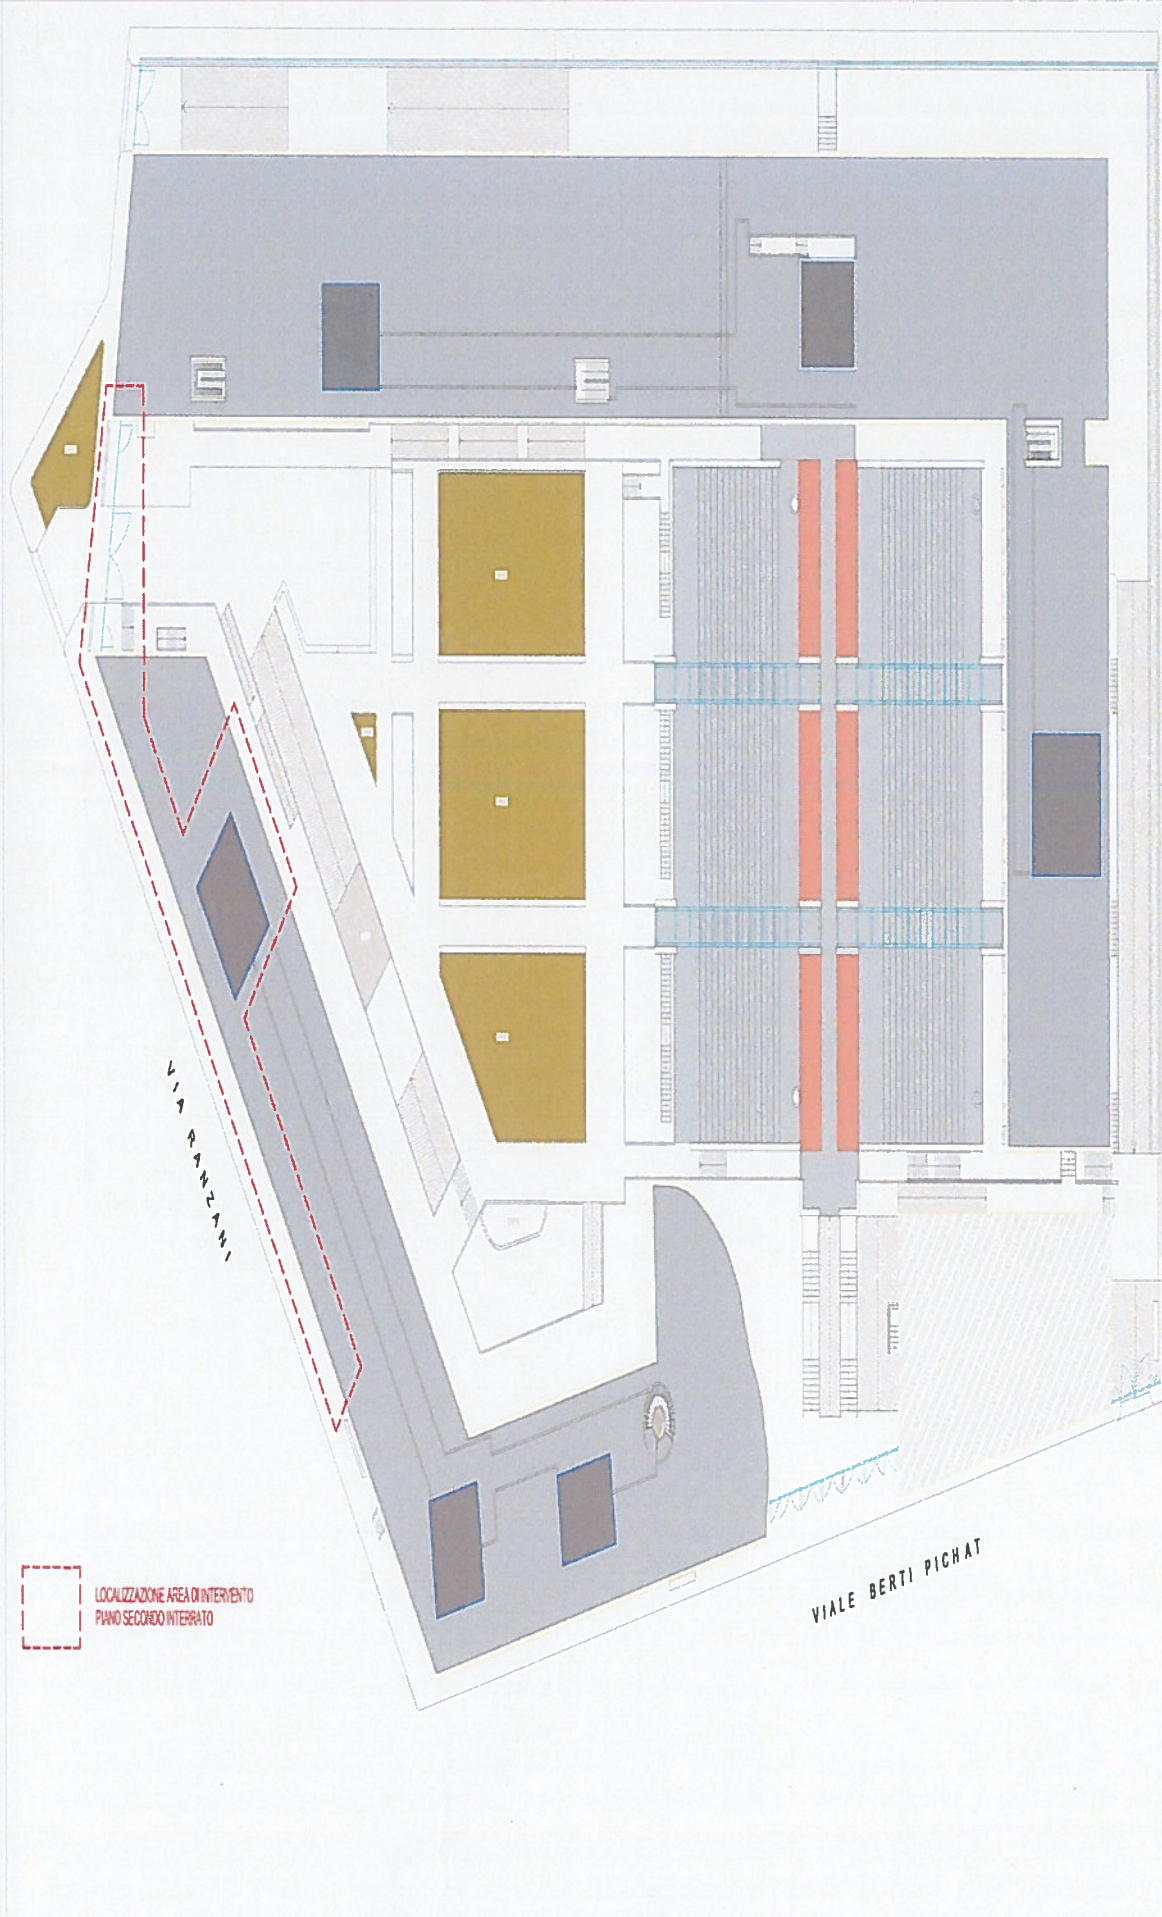 VIA RANZANI
VIALE BERTI PICHAT
LOCALIZZAZIONE AREA DI INTERVENTO
PIANO SECONDO INTERRATO